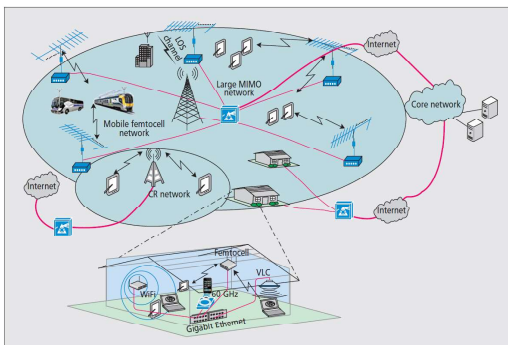 LOS
channel
Internet
Large MIMO
network
Core network
Mobile femtocell
network
Internet
CR network
Internet
Femtocell
VLC
WiFi
60 GHz
Gigabit Ethernet